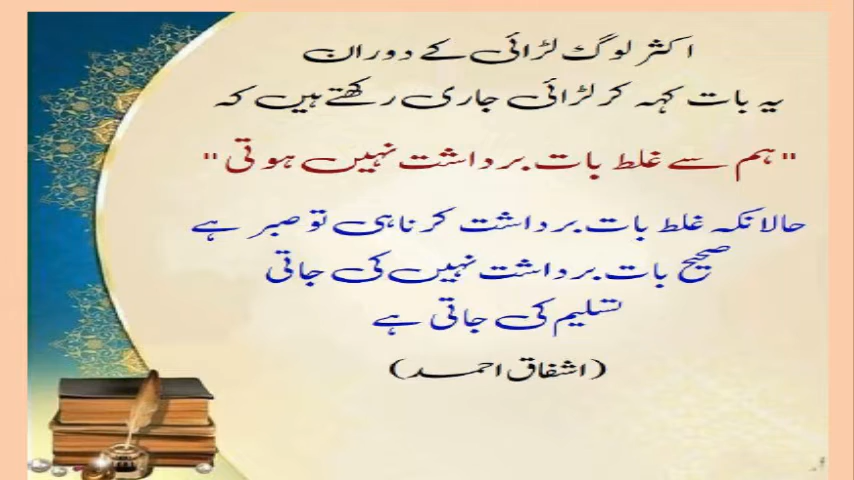 اکثر لوگ لڑائی کے دوران
یہ بات کہہ کر لڑائی جاری رکھتے ہیں کہ
"ہم سے غلط بات برداشت نہیں ہوتی"
حالانکہ غلط بات برداشت کرنا ہی تو صبر ہے
صحیح بات برداشت نہیں کی جاتی
تسلیم کی جاتی ہے
(اشفاق احمد)